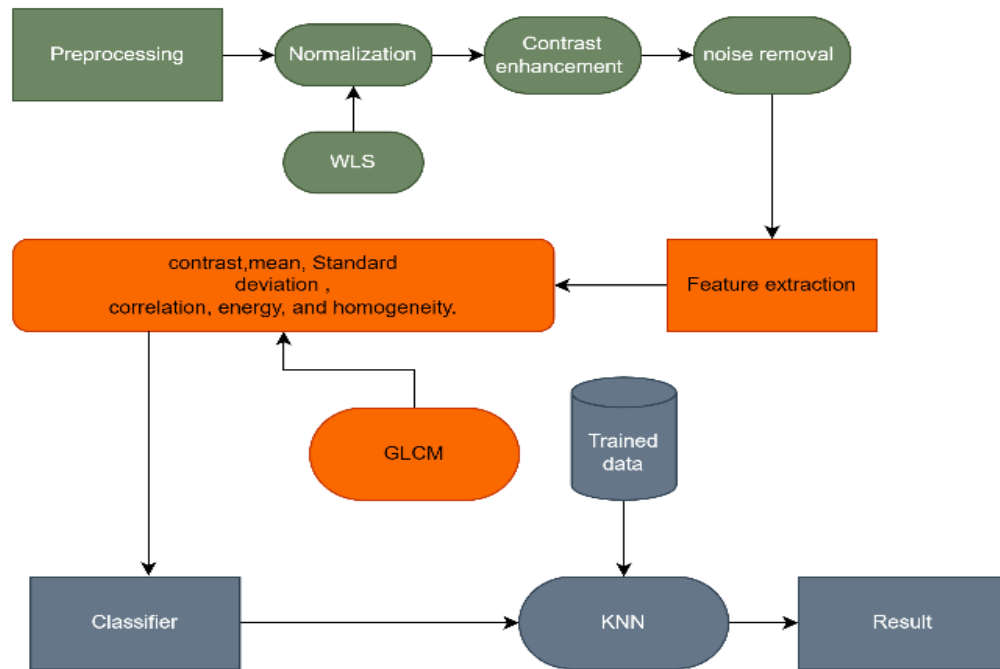 Preprocessing
Normalization
Contrast
enhancement
noise removal
WLS
contrast,mean, Standard
deviation ,
correlation, energy, and homogeneity.
Feature extraction
GLCM
Trained
data
Classifier
KNN
Result